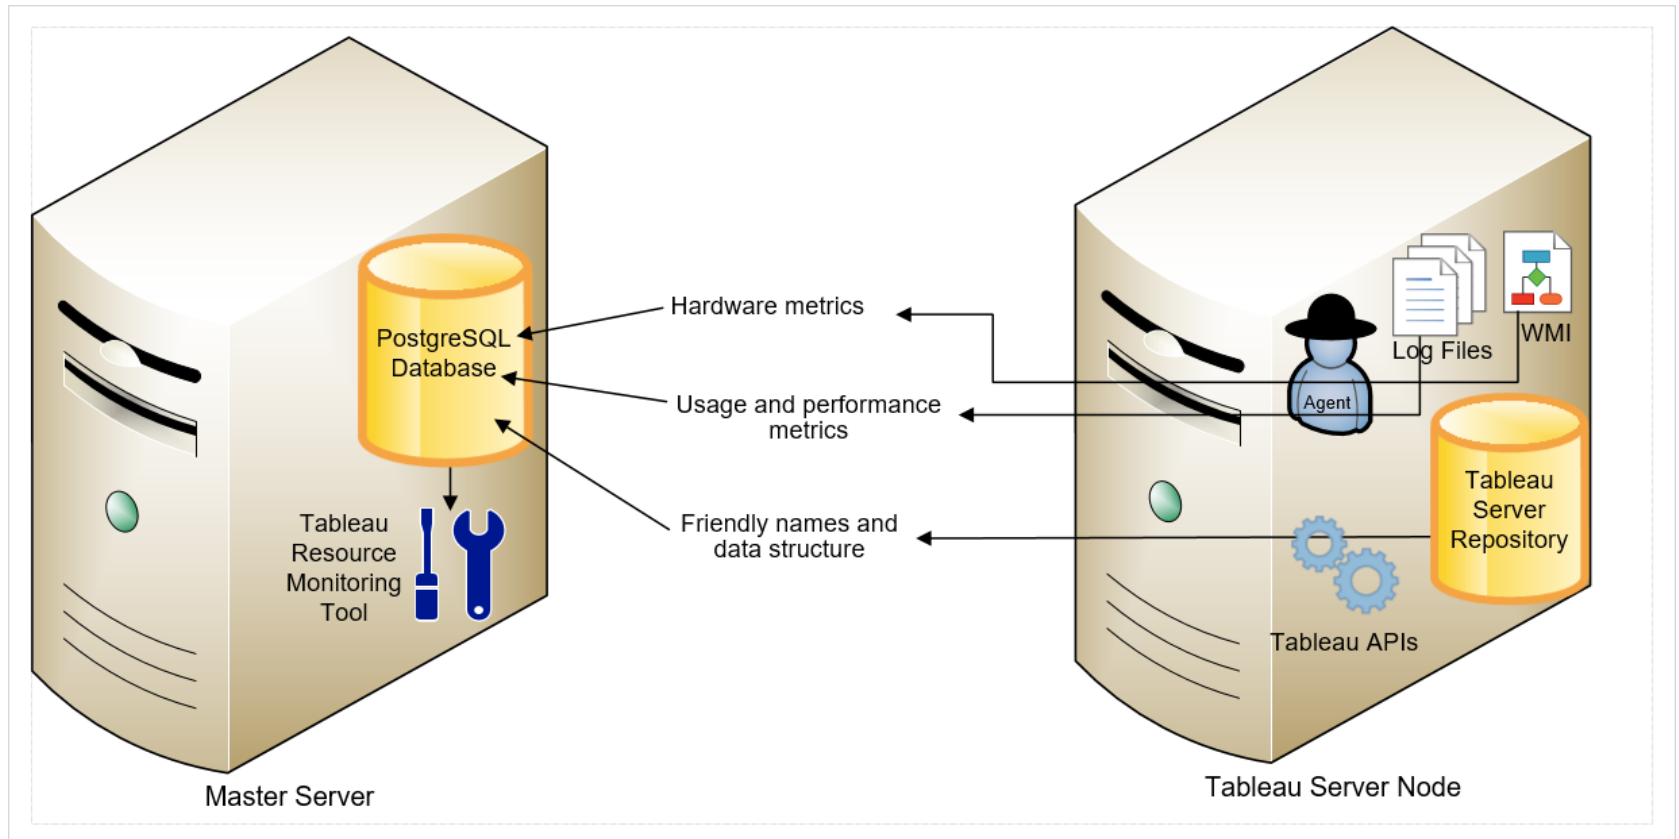 PostgreSQL
Database
Tableau
Resource
Monitoring
Tool
Master Server
Hardware metrics
Usage and performance
metrics
Friendly names and
data structure
Log Files
WMI
Agent
Tableau
Server
Repository
Tableau APIs
Tableau Server Node